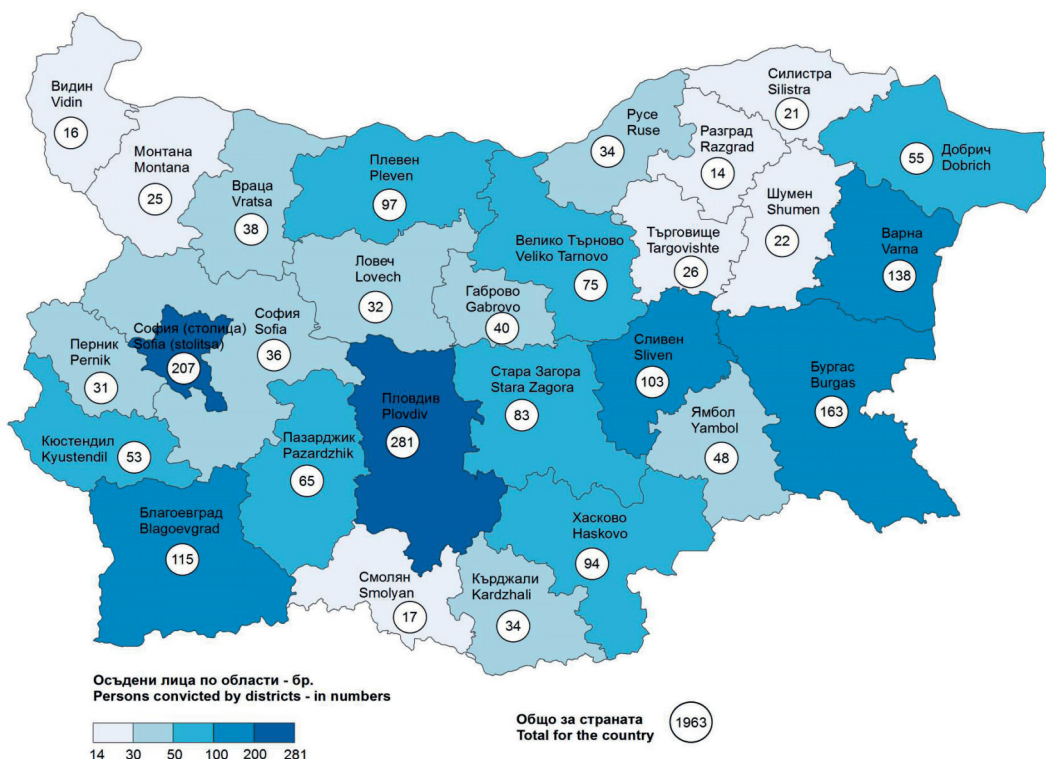 Видин
Vidin
16
Монтана
Montana
25
Враца
Vratsa
38
Плевен
Pleven
97
Русе
Ruse
34
Силистра
Silistra
21
Разград
Razgrad
14
Добрич
Dobrich
55
Шумен
Shumen
22
Търговище
Targovishte
26
Варна
Varna
138
Велико Търново
Veliko Tarnovo
75
Ловеч
Lovech
32
Габрово
Gabrovo
40
София (столица)
Sofia (stolitsa)
207
София
Sofia
36
Перник
Pernik
31
Сливен
Sliven
103
Бургас
Burgas
163
Стара Загора
Stara Zagora
83
Пловдив
Plovdiv
281
Ямбол
Yambol
48
Кюстендил
Kyustendil
53
Пазарджик
Pazardzhik
65
Благоевград
Blagoevgrad
115
Хасково
Haskovo
94
Смолян
Smolyan
17
Кърджали
Kardzhali
34
Осъдени лица по области - бр.
Persons convicted by districts - in numbers
14 30 50 100 200 281
Общо за страната
Total for the country
1963